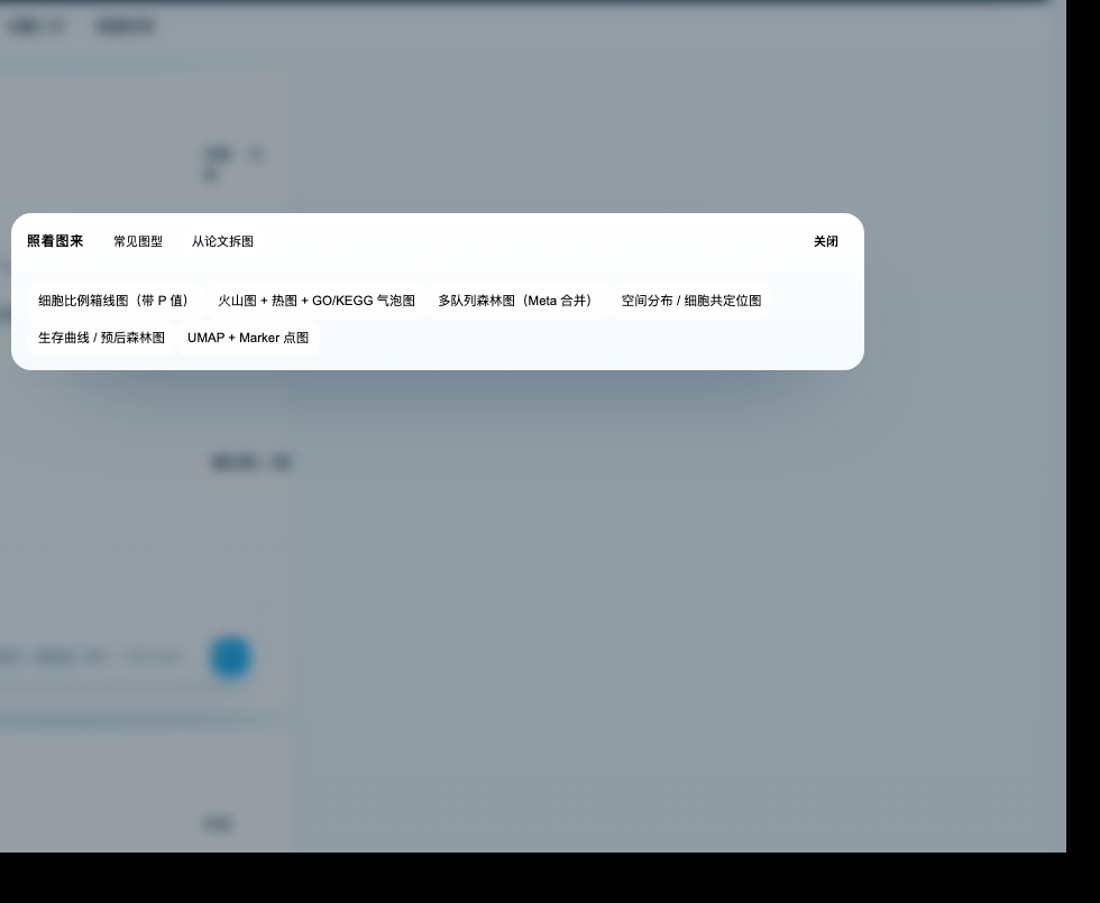 照着图来 常见图型 从论文拆图 关闭
细胞比例箱线图（带 P 值） 火山图 + 热图 + GO/KEGG 气泡图 多队列森林图（Meta 合并） 空间分布 / 细胞共定位图
生存曲线 / 预后森林图 UMAP + Marker 点图